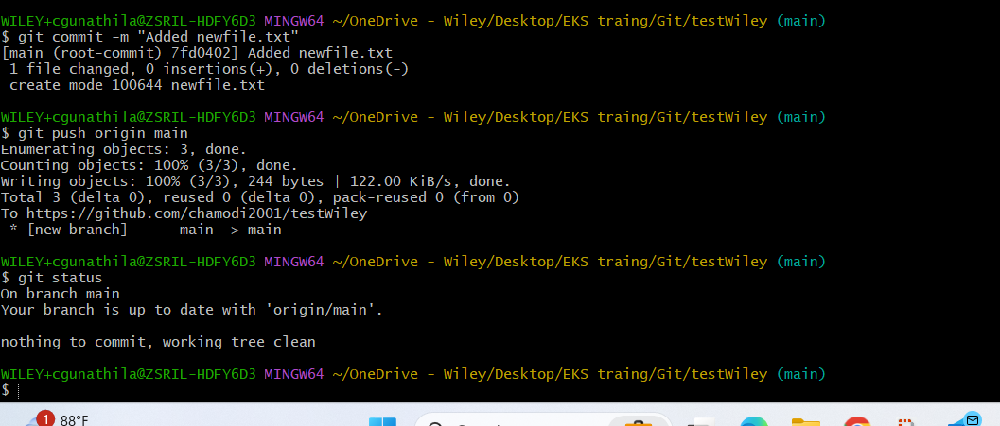 WILEY+cgunathila@ZSRIL-HDFY6D3 MINGW64 ~/OneDrive - Wiley/Desktop/EKS traing/Git/testWiley (main)
$ git commit -m "Added newfile.txt"
[main (root-commit) 7fd0402] Added newfile.txt
 1 file changed, 0 insertions(+), 0 deletions(-)
 create mode 100644 newfile.txt

WILEY+cgunathila@ZSRIL-HDFY6D3 MINGW64 ~/OneDrive - Wiley/Desktop/EKS traing/Git/testWiley (main)
$ git push origin main
Enumerating objects: 3, done.
Counting objects: 100% (3/3), done.
Writing objects: 100% (3/3), 244 bytes | 122.00 KiB/s, done.
Total 3 (delta 0), reused 0 (delta 0), pack-reused 0 (from 0)
To https://github.com/chamodi2001/testWiley
 * [new branch]      main -> main

WILEY+cgunathila@ZSRIL-HDFY6D3 MINGW64 ~/OneDrive - Wiley/Desktop/EKS traing/Git/testWiley (main)
$ git status
On branch main
Your branch is up to date with 'origin/main'.

nothing to commit, working tree clean

WILEY+cgunathila@ZSRIL-HDFY6D3 MINGW64 ~/OneDrive - Wiley/Desktop/EKS traing/Git/testWiley (main)
$
1 88°F